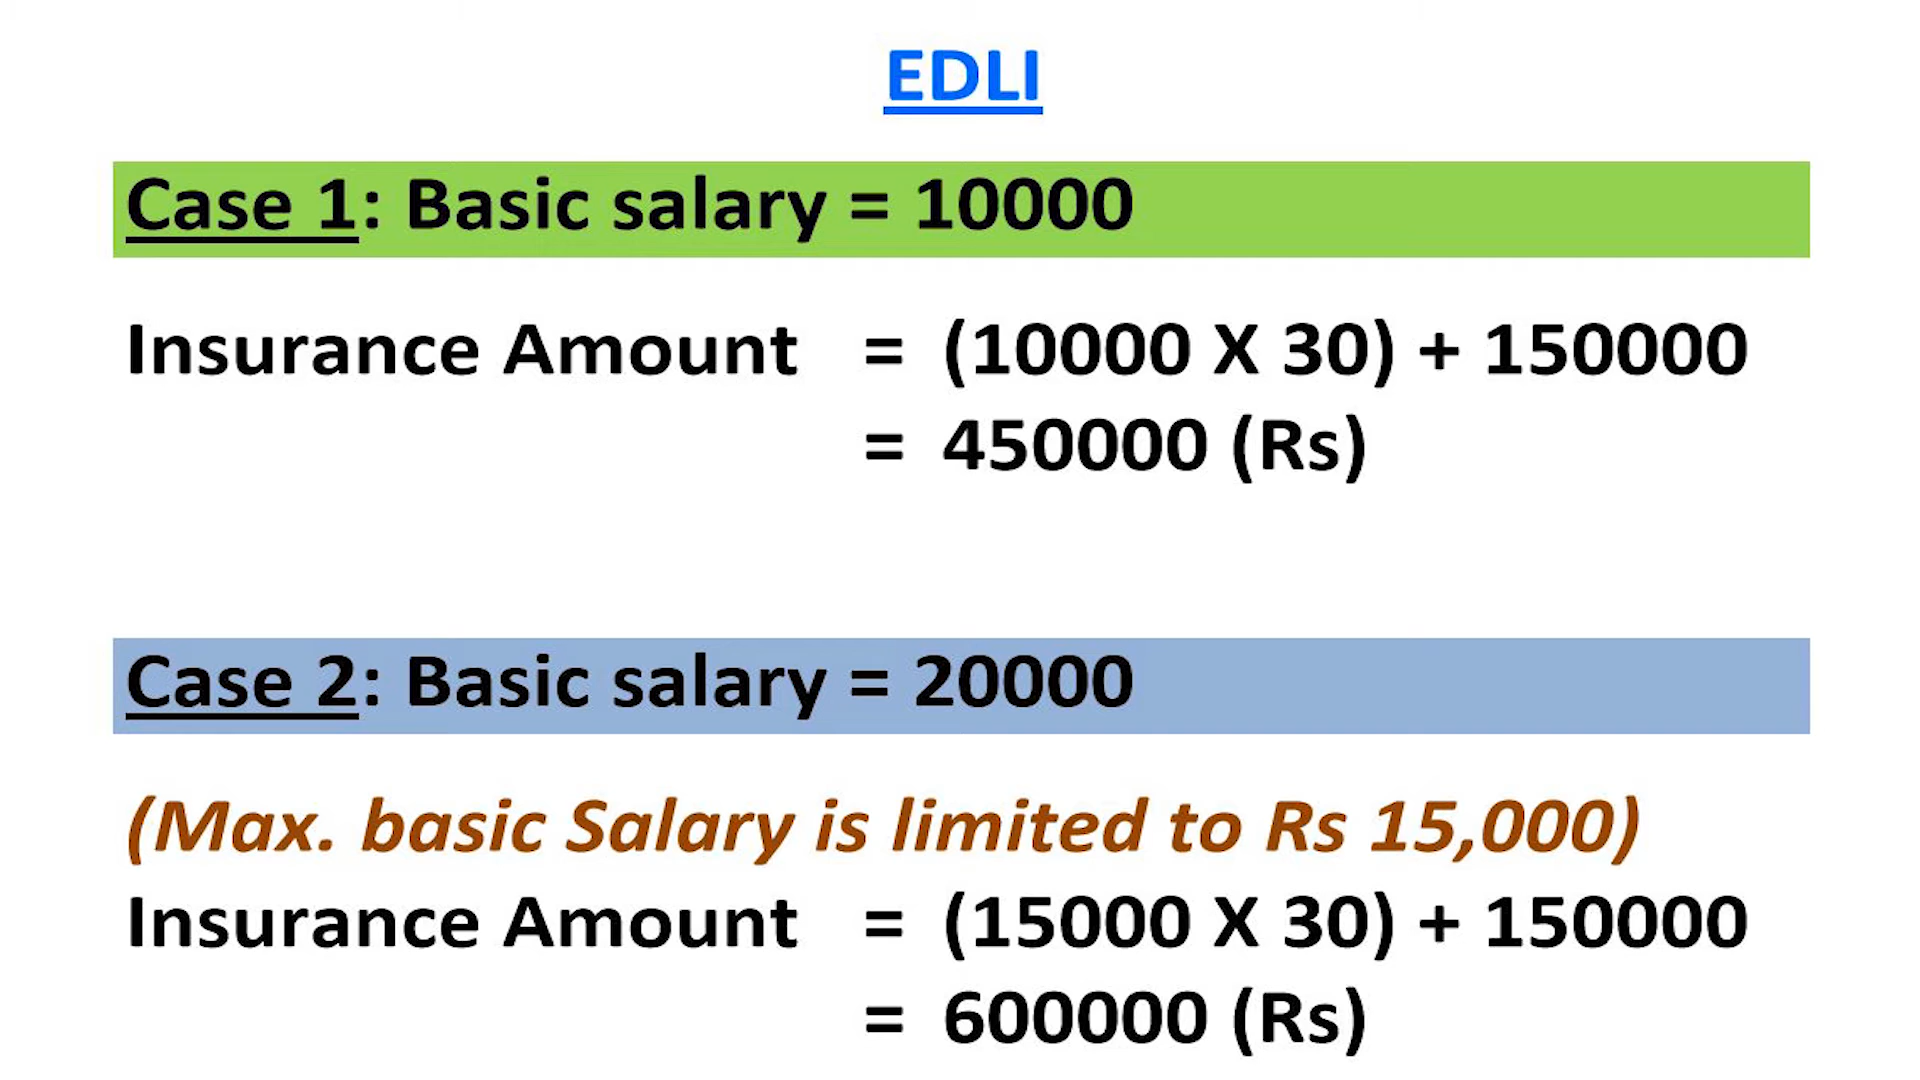 EDLI
Case 1: Basic salary = 10000
Insurance Amount = (10000 X 30) + 150000
= 450000 (Rs)
Case 2: Basic salary = 20000
(Max. basic Salary is limited to Rs 15,000)
Insurance Amount = (15000 X 30) + 150000
= 600000 (Rs)